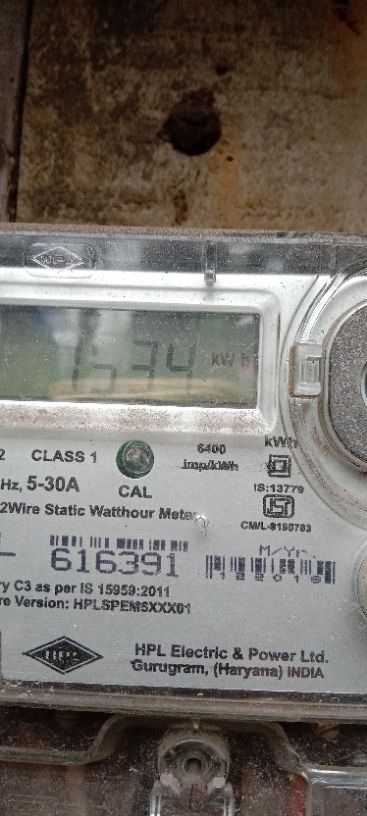 1534 kWh
2 CLASS 1
6400 imp/kWh
kWh
Hz, 5-30A
CAL
IS:13779
2Wire Static Watthour Meter
CM/L-9190703
616391
M/Yr.
ry C3 as per IS 15959:2011
re Version: HPLSPEM5XXX01
HPL Electric & Power Ltd.
Gurugram, (Haryana) INDIA